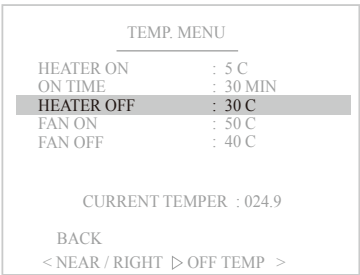 TEMP. MENU
HEATER ON : 5 C
ON TIME : 30 MIN
HEATER OFF : 30 C
FAN ON : 50 C
FAN OFF : 40 C
CURRENT TEMPER : 024.9
BACK
< NEAR / RIGHT ▷ OFF TEMP >